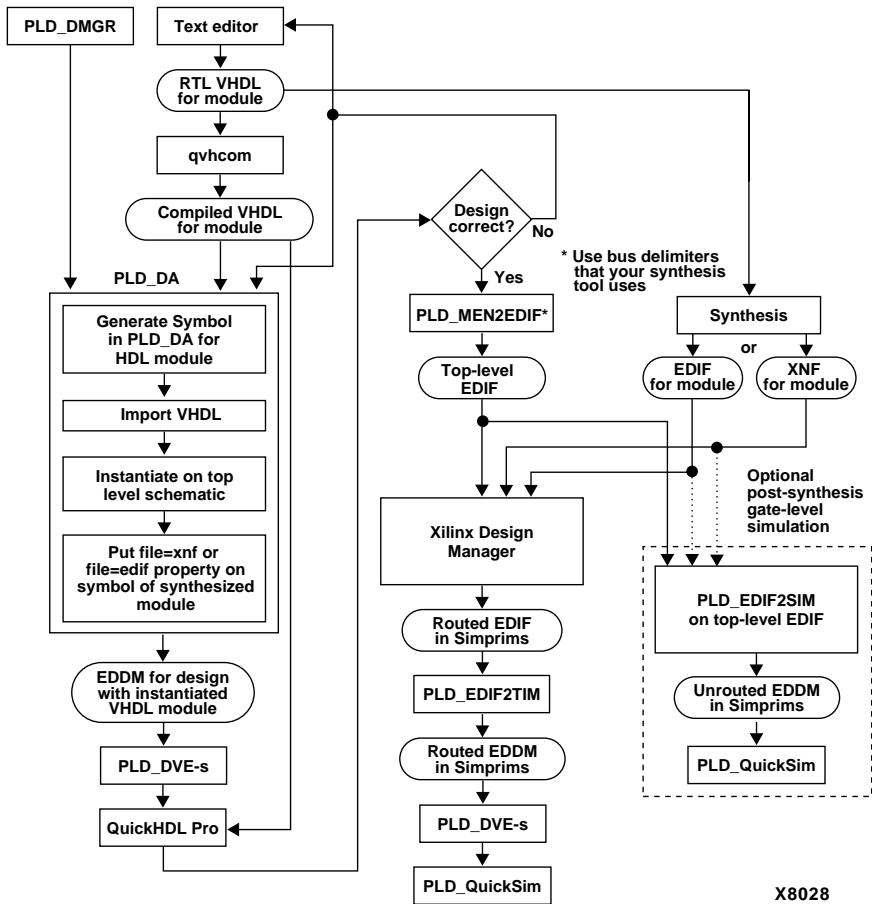 PLD_DMGR
Text editor
RTL VHDL
for module
qvhcom
Compiled VHDL
for module
PLD_DA
Generate Symbol
in PLD_DA for
HDL module
Import VHDL
Instantiate on top
level schematic
Put file=xnf or
file=edif property on
symbol of synthesized
module
EDDM for design
with instantiated
VHDL module
PLD_DVE-s
QuickHDL Pro
Design
correct?
No
Yes
* Use bus delimiters
that your synthesis
tool uses
PLD_MEN2EDIF*
Top-level
EDIF
Synthesis
or
EDIF
for module
XNF
for module
Xilinx Design
Manager
Optional
post-synthesis
gate-level
simulation
Routed EDIF
in Simprims
PLD_EDIF2TIM
Routed EDDM
in Simprims
PLD_DVE-s
PLD_QuickSim
PLD_EDIF2SIM
on top-level EDIF
Unrouted EDDM
in Simprims
PLD_QuickSim
X8028